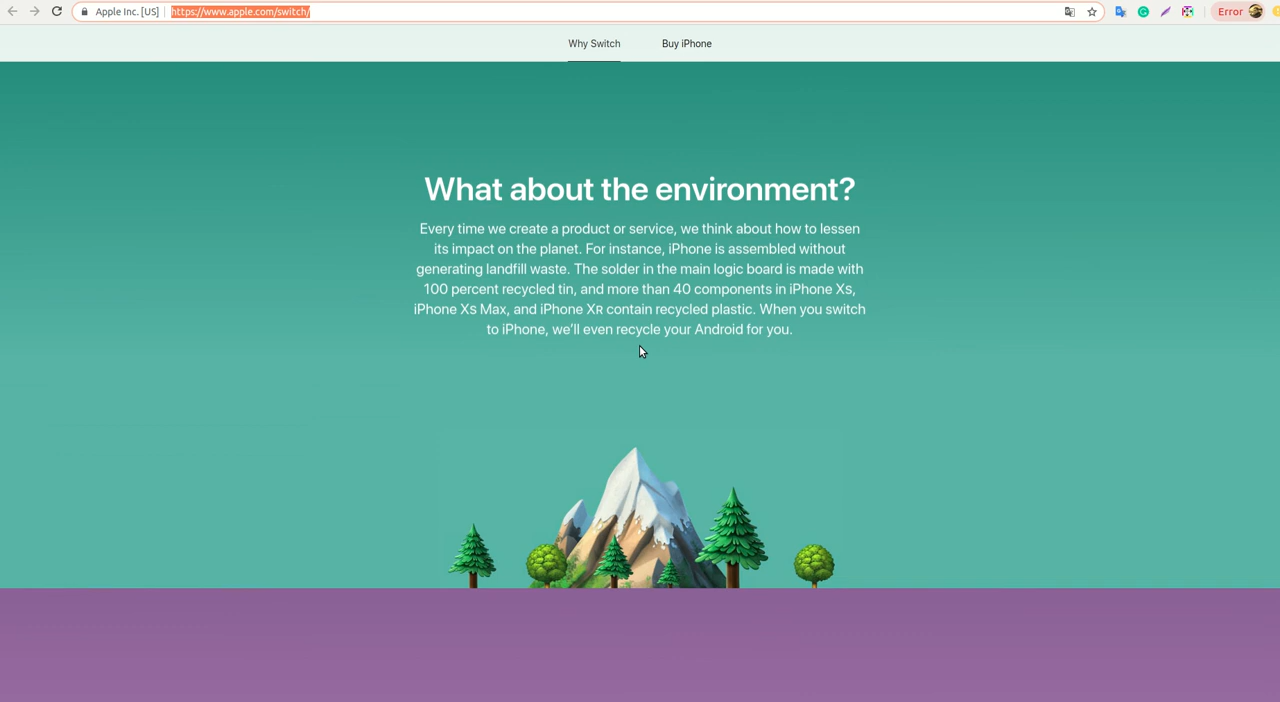 Apple Inc. [US] https://www.apple.com/switch/ Error
Why Switch Buy iPhone
What about the environment?
Every time we create a product or service, we think about how to lessen
its impact on the planet. For instance, iPhone is assembled without
generating landfill waste. The solder in the main logic board is made with
100 percent recycled tin, and more than 40 components in iPhone Xs,
iPhone Xs Max, and iPhone XR contain recycled plastic. When you switch
to iPhone, we’ll even recycle your Android for you.